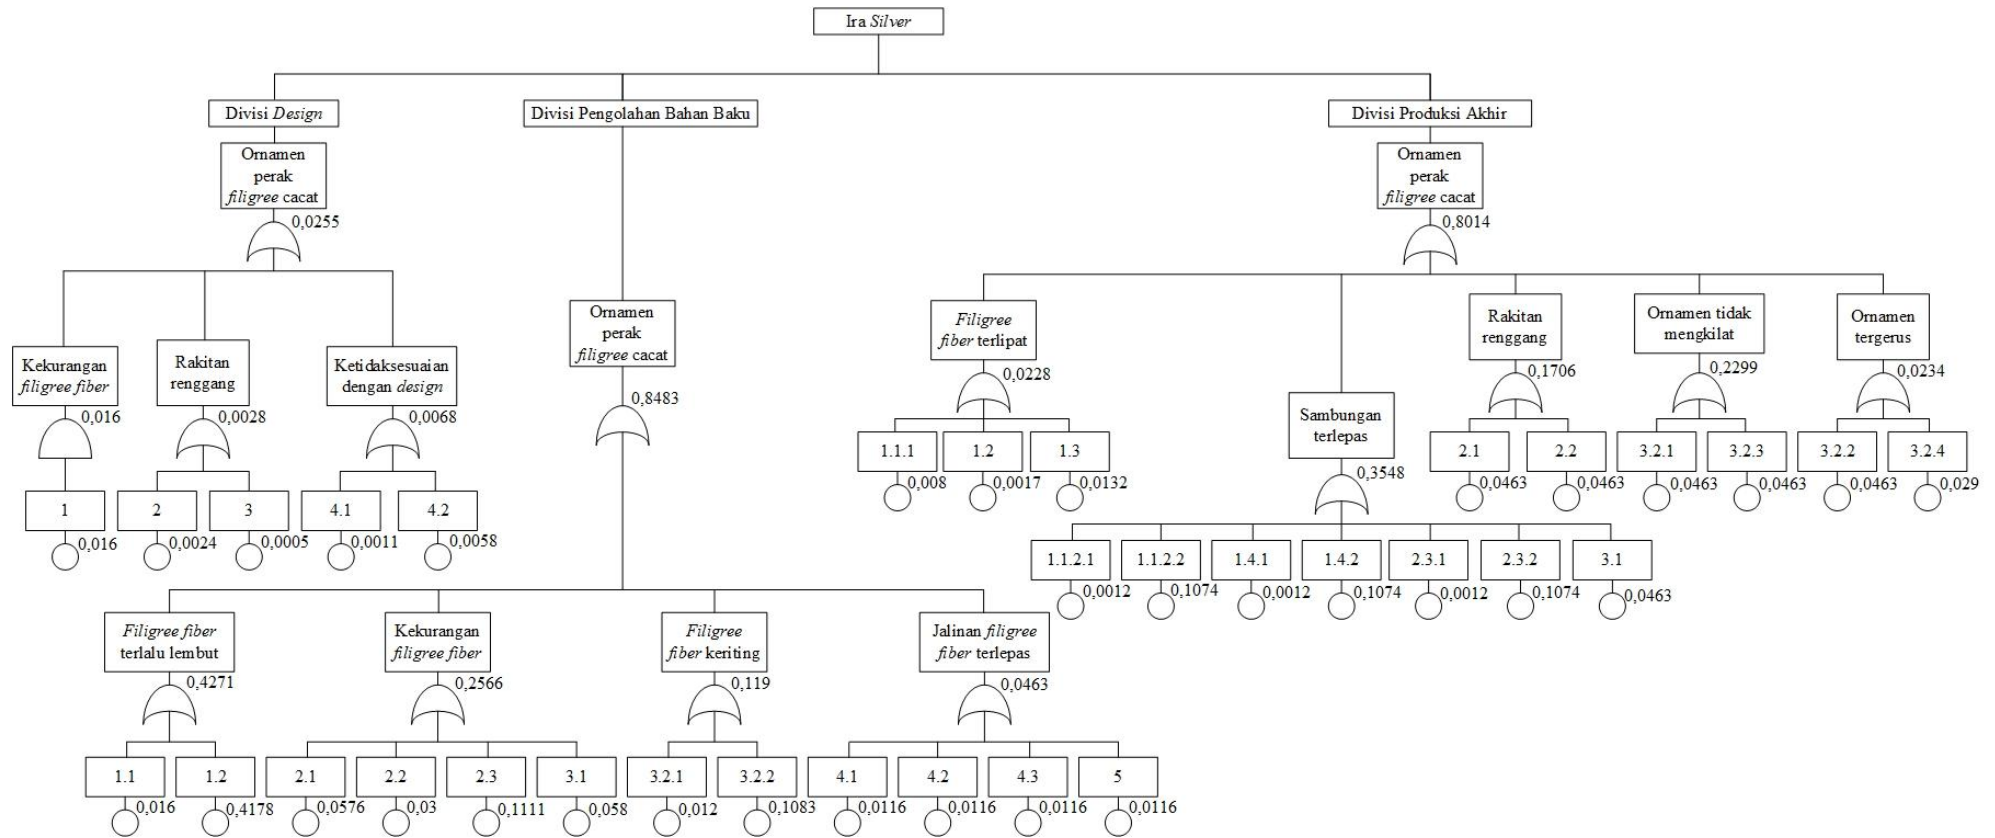 Ira Silver
Divisi Design
Divisi Pengolahan Bahan Baku
Divisi Produksi Akhir
Ornamen
perak
filigree cacat
0,0255
Kekurangan
filigree fiber
0,016
Rakitan
renggang
0,0028
Ketidaksesuaian
dengan design
0,0068
1
0,016
2
0,0024
3
0,0005
4.1
0,0011
4.2
0,0058
Ornamen
perak
filigree cacat
0,8483
Filigree fiber
terlalu lembut
0,4271
Kekurangan
filigree fiber
0,2566
Filigree
fiber keriting
0,119
Jalinan filigree
fiber terlepas
0,0463
1.1
0,016
1.2
0,4178
2.1
0,0576
2.2
0,03
2.3
0,1111
3.1
0,058
3.2.1
0,012
3.2.2
0,1083
4.1
0,0116
4.2
0,0116
4.3
0,0116
5
0,0116
Ornamen
perak
filigree cacat
0,8014
Filigree
fiber terlipat
0,0228
Sambungan
terlepas
0,3548
Rakitan
renggang
0,1706
Ornamen tidak
mengkilat
0,2299
Ornamen
tergerus
0,0234
1.1.1
0,008
1.2
0,0017
1.3
0,0132
1.1.2.1
0,0012
1.1.2.2
0,1074
1.4.1
0,0012
1.4.2
0,1074
2.3.1
0,0012
2.3.2
0,1074
3.1
0,0463
2.1
0,0463
2.2
0,0463
3.2.1
0,0463
3.2.3
0,0463
3.2.2
0,0463
3.2.4
0,029